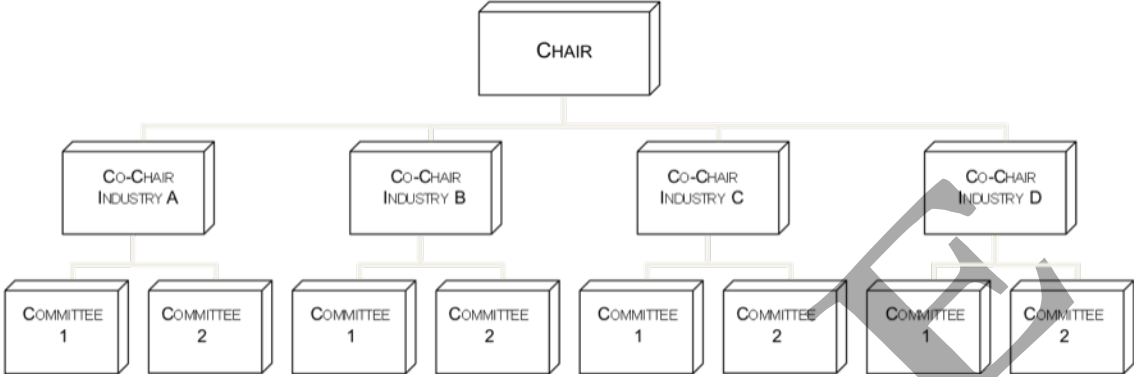 CHAIR
CO-CHAIR
INDUSTRY A
CO-CHAIR
INDUSTRY B
CO-CHAIR
INDUSTRY C
CO-CHAIR
INDUSTRY D
COMMITTEE
1
COMMITTEE
2
COMMITTEE
1
COMMITTEE
2
COMMITTEE
1
COMMITTEE
2
COMMITTEE
1
COMMITTEE
2
E